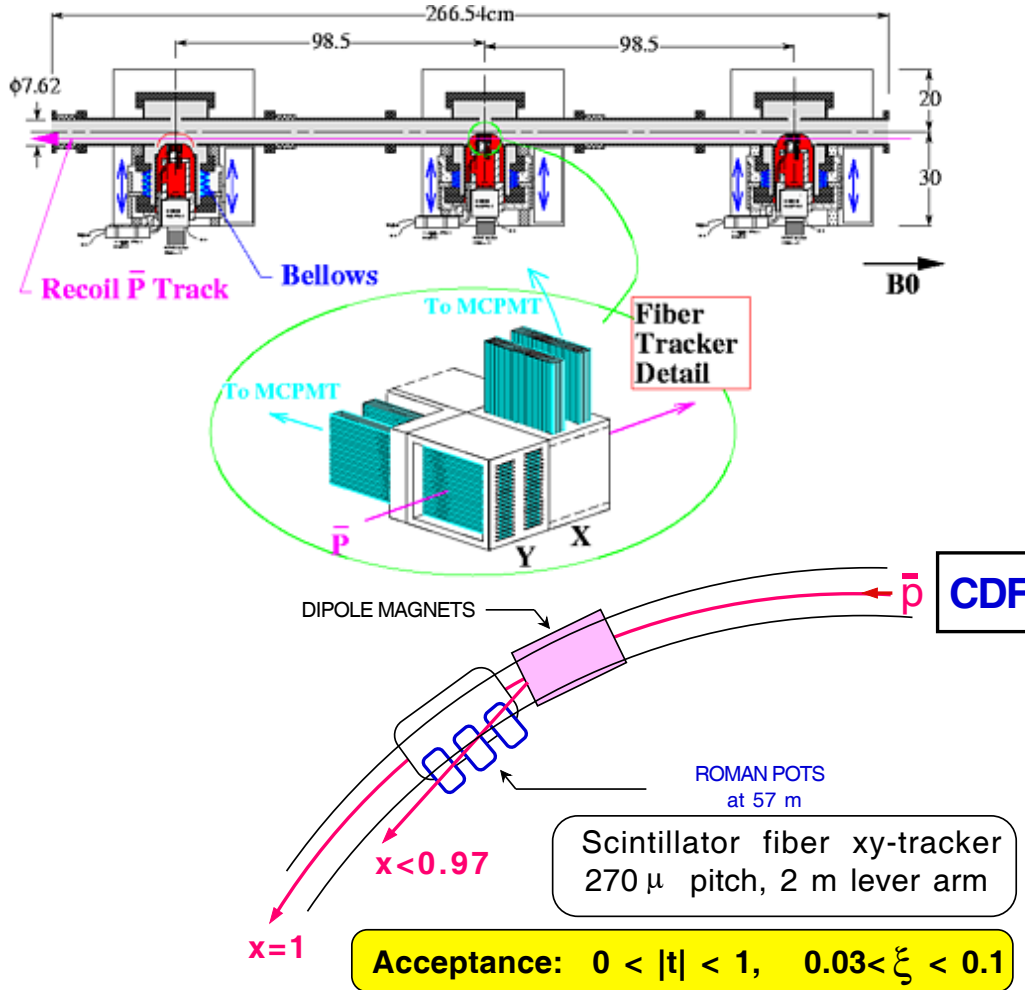 266.54cm
98.5
98.5
ϕ7.62
20
30
Recoil P̅ Track
Bellows
B0
To MCPMT
Fiber
Tracker
Detail
To MCPMT
P̅
Y
X
DIPOLE MAGNETS
p̅
CDF
ROMAN POTS
at 57 m
x<0.97
Scintillator fiber xy-tracker
270 μ pitch, 2 m lever arm
x=1
Acceptance: 0 < |t| < 1, 0.03< ξ < 0.1